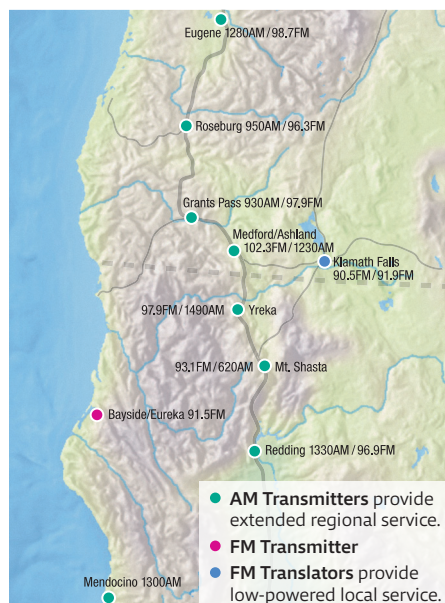 Eugene 1280AM / 98.7FM
Roseburg 950AM / 96.3FM
Grants Pass 930AM / 97.9FM
Medford/Ashland
102.3FM / 1230AM
Klamath Falls
90.5FM / 91.9FM
97.9FM / 1490AM Yreka
93.1FM / 620AM Mt. Shasta
Bayside/Eureka 91.5FM
Redding 1330AM / 96.9FM
Mendocino 1300AM
AM Transmitters provide
extended regional service.
FM Transmitter
FM Translators provide
low-powered local service.